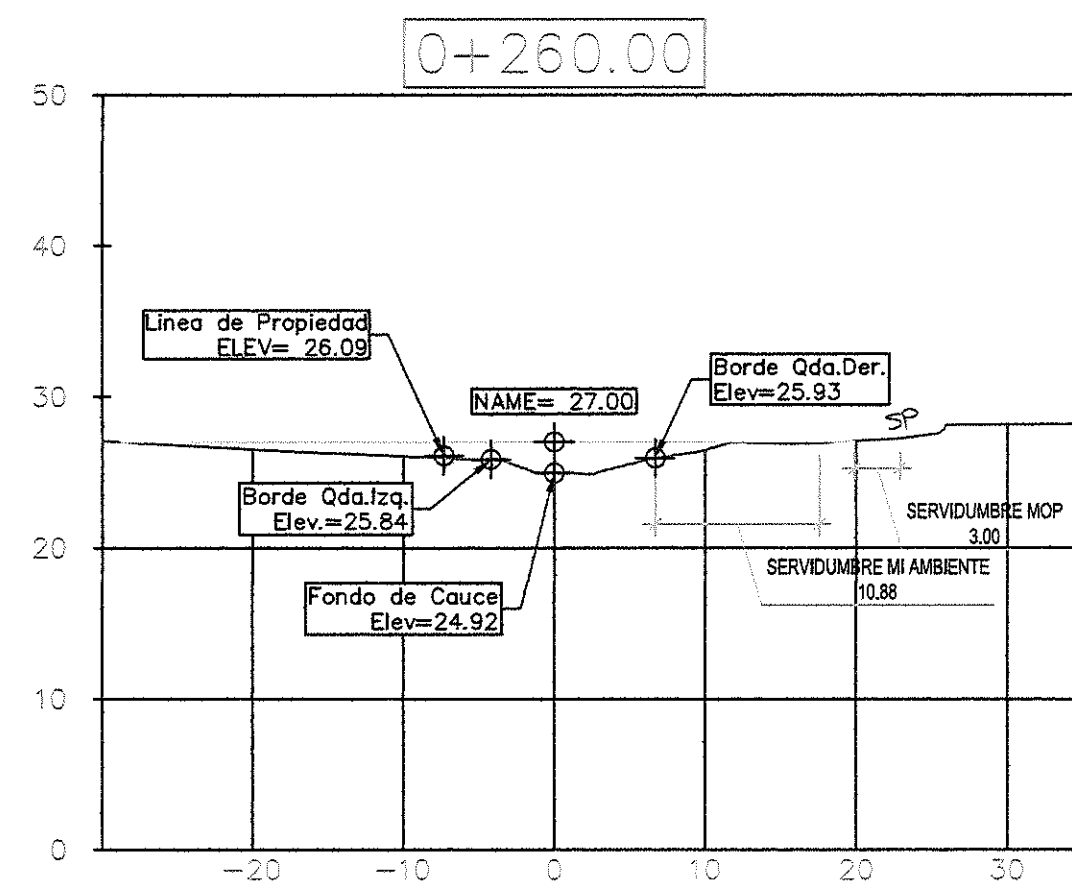 0+260.00
50
40
30
20
10
0
Linea de Propiedad
ELEV= 26.09
NAME= 27.00
Borde Qda.Der.
Elev=25.93
SP
Borde Qda.Izq.
Elev.=25.84
SERVIDUMBRE MOP
3.00
SERVIDUMBRE MI AMBIENTE
10.88
Fondo de Cauce
Elev=24.92
-20
-10
0
10
20
30